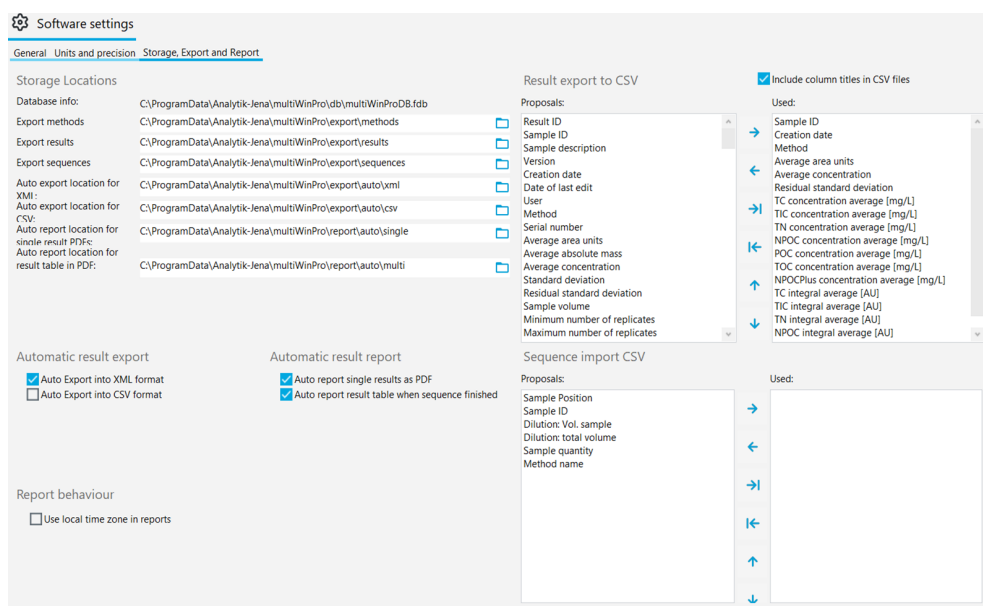 Software settings
General Units and precision Storage, Export and Report
Storage Locations
Database info: C:\ProgramData\Analytik-Jena\multiWinPro\db\multiWinProDB.fdb
Export methods C:\ProgramData\Analytik-Jena\multiWinPro\export\methods
Export results C:\ProgramData\Analytik-Jena\multiWinPro\export\results
Export sequences C:\ProgramData\Analytik-Jena\multiWinPro\export\sequences
Auto export location for
XML: C:\ProgramData\Analytik-Jena\multiWinPro\export\auto\xml
Auto export location for
CSV: C:\ProgramData\Analytik-Jena\multiWinPro\export\auto\csv
Auto report location for
single result PDFs: C:\ProgramData\Analytik-Jena\multiWinPro\report\auto\single
Auto report location for
result table in PDF: C:\ProgramData\Analytik-Jena\multiWinPro\report\auto\multi
Automatic result export
Auto Export into XML format
Auto Export into CSV format
Automatic result report
Auto report single results as PDF
Auto report result table when sequence finished
Report behaviour
Use local time zone in reports
Result export to CSV
Include column titles in CSV files
Proposals:
Result ID
Sample ID
Sample description
Version
Creation date
Date of last edit
User
Method
Serial number
Average area units
Average absolute mass
Average concentration
Standard deviation
Residual standard deviation
Sample volume
Minimum number of replicates
Maximum number of replicates
Used:
Sample ID
Creation date
Method
Average area units
Average concentration
Residual standard deviation
TC concentration average [mg/L]
TIC concentration average [mg/L]
TN concentration average [mg/L]
NPOC concentration average [mg/L]
POC concentration average [mg/L]
TOC concentration average [mg/L]
NPOCPlus concentration average [mg/L]
TC integral average [AU]
TIC integral average [AU]
TN integral average [AU]
NPOC integral average [AU]
Sequence import CSV
Proposals:
Sample Position
Sample ID
Dilution: Vol. sample
Dilution: total volume
Sample quantity
Method name
Used: